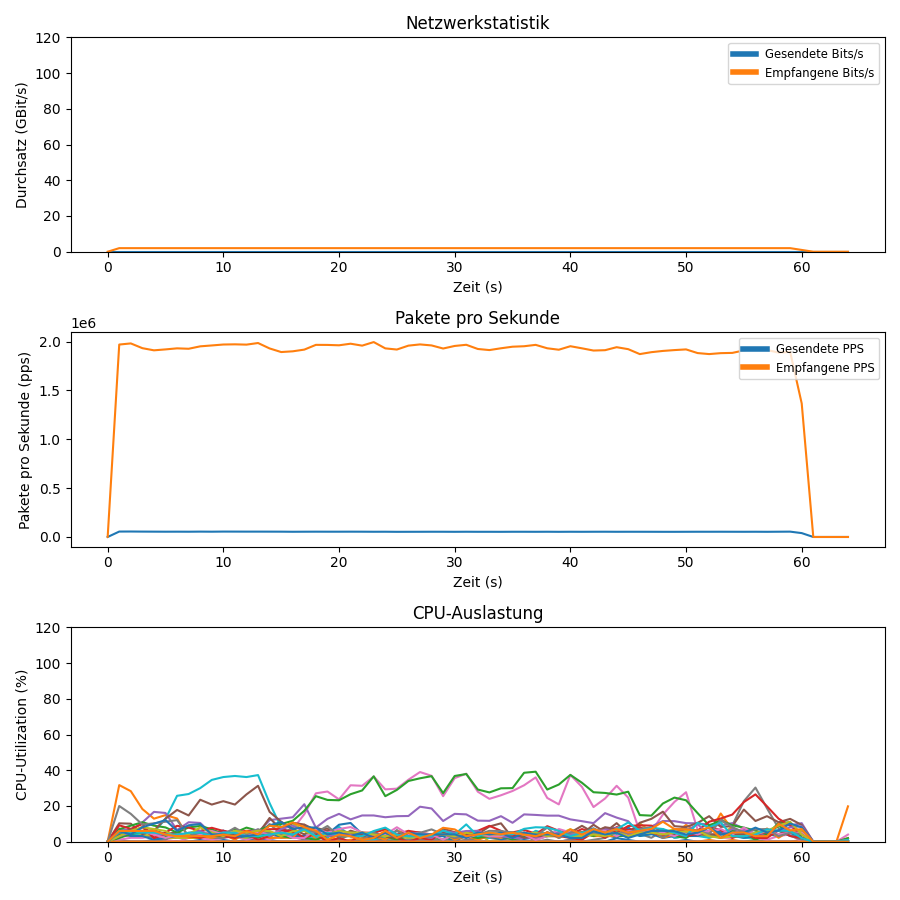 Netzwerkstatistik
120
100
80
60
40
20
0
Durchsatz (GBit/s)
Gesendete Bits/s
Empfangene Bits/s
0 10 20 30 40 50 60
Zeit (s)
Pakete pro Sekunde
1e6
2.0
1.5
1.0
0.5
0.0
Pakete pro Sekunde (pps)
Gesendete PPS
Empfangene PPS
0 10 20 30 40 50 60
Zeit (s)
CPU-Auslastung
120
100
80
60
40
20
0
CPU-Utilization (%)
0 10 20 30 40 50 60
Zeit (s)